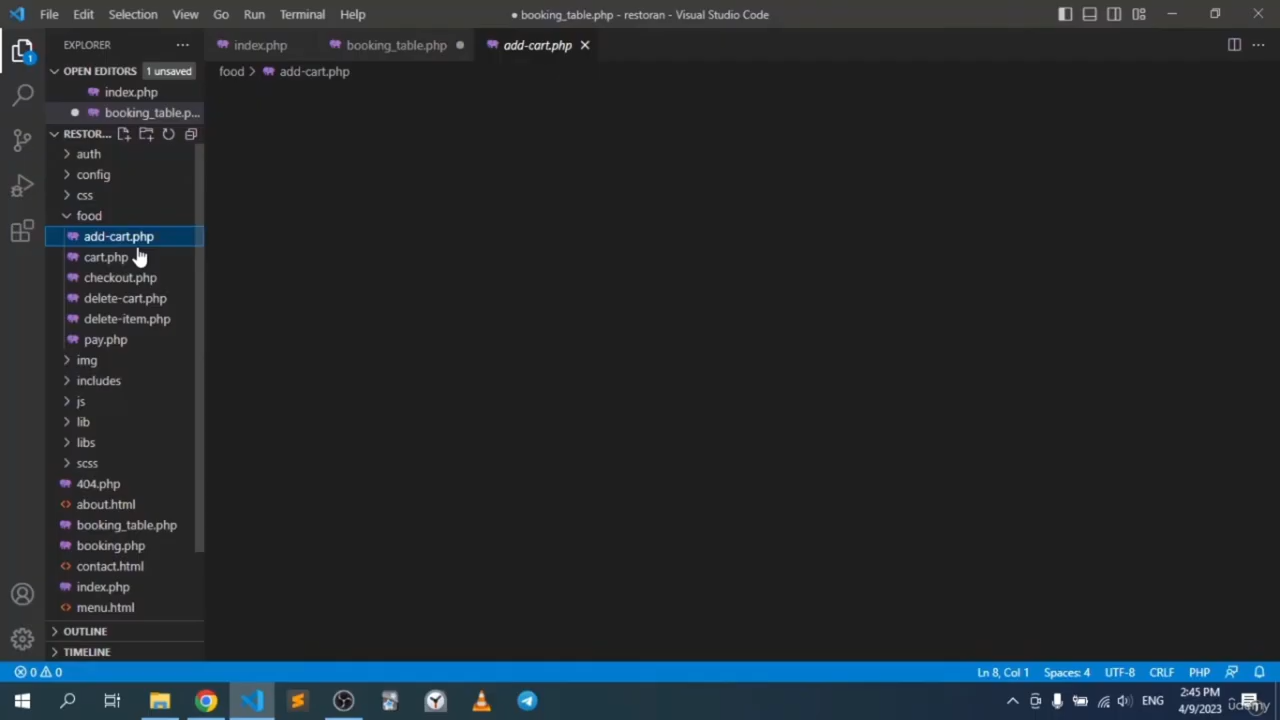 File Edit Selection View Go Run Terminal Help
● booking_table.php - restoran - Visual Studio Code
EXPLORER
index.php
booking_table.php
add-cart.php
OPEN EDITORS 1 unsaved
food > add-cart.php
index.php
booking_table.p...
RESTOR...
auth
config
css
food
add-cart.php
cart.php
checkout.php
delete-cart.php
delete-item.php
pay.php
img
includes
js
lib
libs
scss
404.php
about.html
booking_table.php
booking.php
contact.html
index.php
menu.html
OUTLINE
TIMELINE
1
0 0
Ln 8, Col 1 Spaces: 4 UTF-8 CRLF PHP
ENG
2:45 PM
4/9/2023
udemy